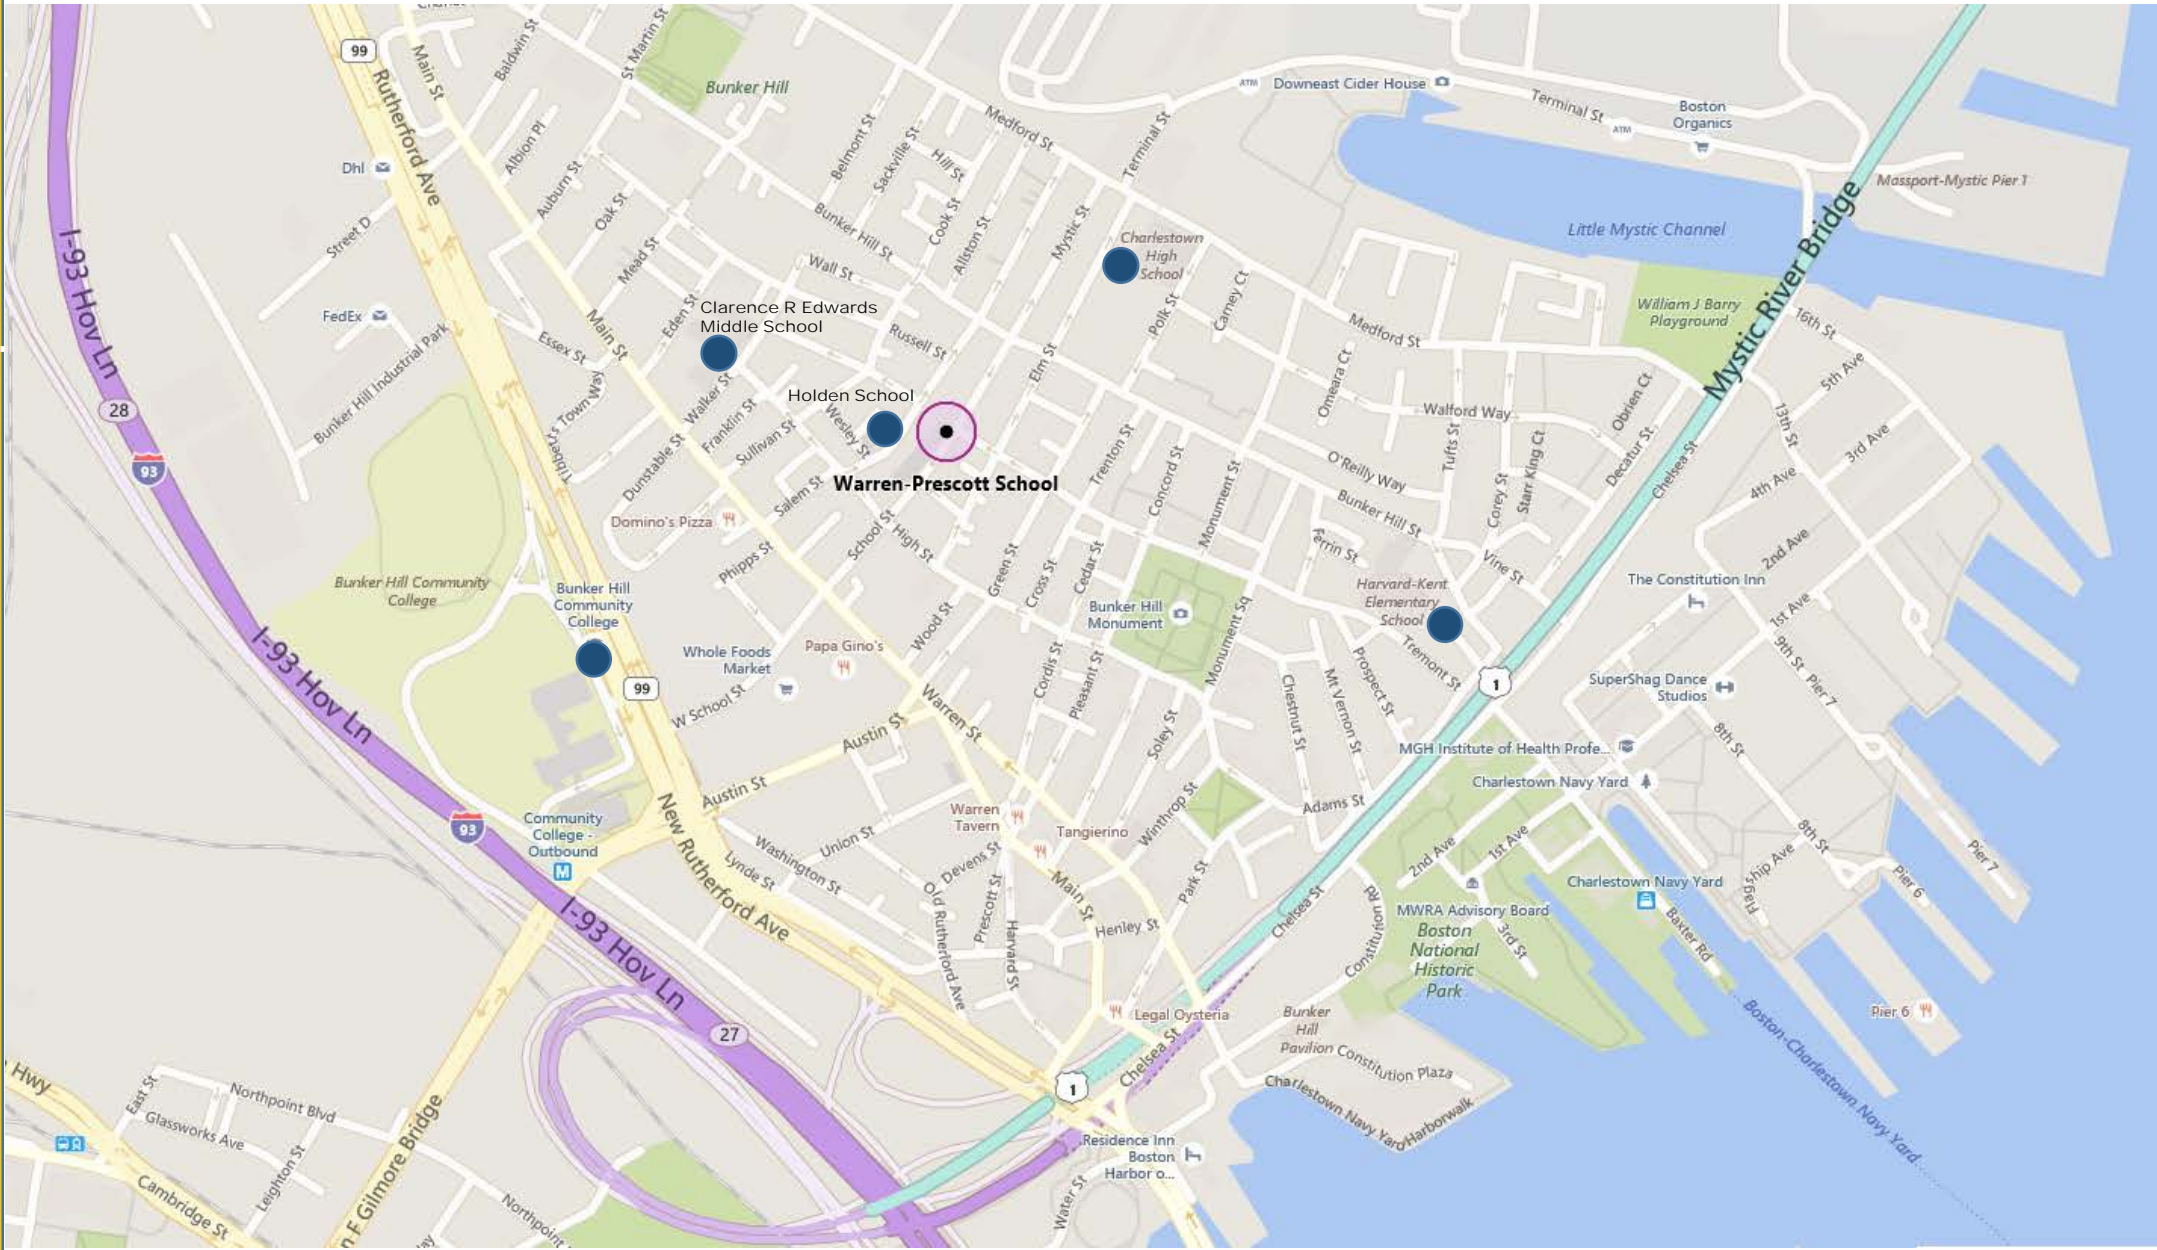 99
Main St
Baldwin St
St Martin St
Rutherford Ave
Bunker Hill
Dhl
Albion Pl
Auburn St
Oak St
Mead St
Street D
FedEx
Bunker Hill Industrial Park
I-93 Hov Ln
28
93
Belmont St
Sackville St
Hill St
Cook St
Allston St
Medford St
Mystic St
Terminal St
ATM
Downeast Cider House
Terminal St
ATM
Boston
Organics
Massport-Mystic Pier 1
Little Mystic Channel
Mystic River Bridge
William J Barry
Playground
Bunker Hill St
Wall St
Charlestown
High
School
Polk St
Carney Ct
Medford St
Omeara Ct
Walford Way
Obrien Ct
Decatur St
Tufts St
Corey St
Starr King Ct
O'Reilly Way
Bunker Hill St
Vine St
Chelsea St
16th St
5th Ave
13th St
3rd Ave
4th Ave
2nd Ave
1st Ave
9th St
Pier 7
Clarence R Edwards
Middle School
Eden St
Main St
Essex St
Tibbetts Town Way
Russell St
Elm St
Holden School
Walker St
Franklin St
Sullivan St
Dunstable St
Wesley St
Warren-Prescott School
Salem St
Domino's Pizza
Phipps St
School St
High St
Trenton St
Concord St
Monument St
Green St
Cross St
Cedar St
Bunker Hill
Monument
Monument Sq
Harvard-Kent
Elementary
School
Tremont St
Prospect St
Mt Vernon St
Chestnut St
The Constitution Inn
SuperShag Dance
Studios
1
MGH Institute of Health Profe...
Charlestown Navy Yard
8th St
8th St
Pier 7
Pier 6
Bunker Hill Community
College
Bunker Hill
Community
College
99
Whole Foods
Market
Papa Gino's
W School St
Wood St
Cordis St
Pleasant St
Soley St
Warren St
Austin St
Austin St
I-93 Hov Ln
93
Community
College -
Outbound
M
New Rutherford Ave
Lynde St
Washington St
Union St
Warren
Tavern
Tangierino
Winthrop St
Adams St
Devens St
Old Rutherford Ave
Prescott St
Harvard St
Main St
Henley St
Park St
Chelsea St
Constitution Rd
2nd Ave
1st Ave
3rd St
MWRA Advisory Board
Boston
National
Historic
Park
Charlestown Navy Yard
Baxter Rd
Flagship Ave
Pier 6
Boston-Charlestown Navy Yard
I-93 Hov Ln
27
Legal Oysteria
Chelsea St
1
Bunker
Hill
Pavilion
Constitution Plaza
Charlestown Navy Yard Harborwalk
Residence Inn
Boston
Harbor o...
Water St
Hwy
East St
Northpoint Blvd
Glassworks Ave
Leighton St
Cambridge St
n F Gilmore Bridge
Northpoint